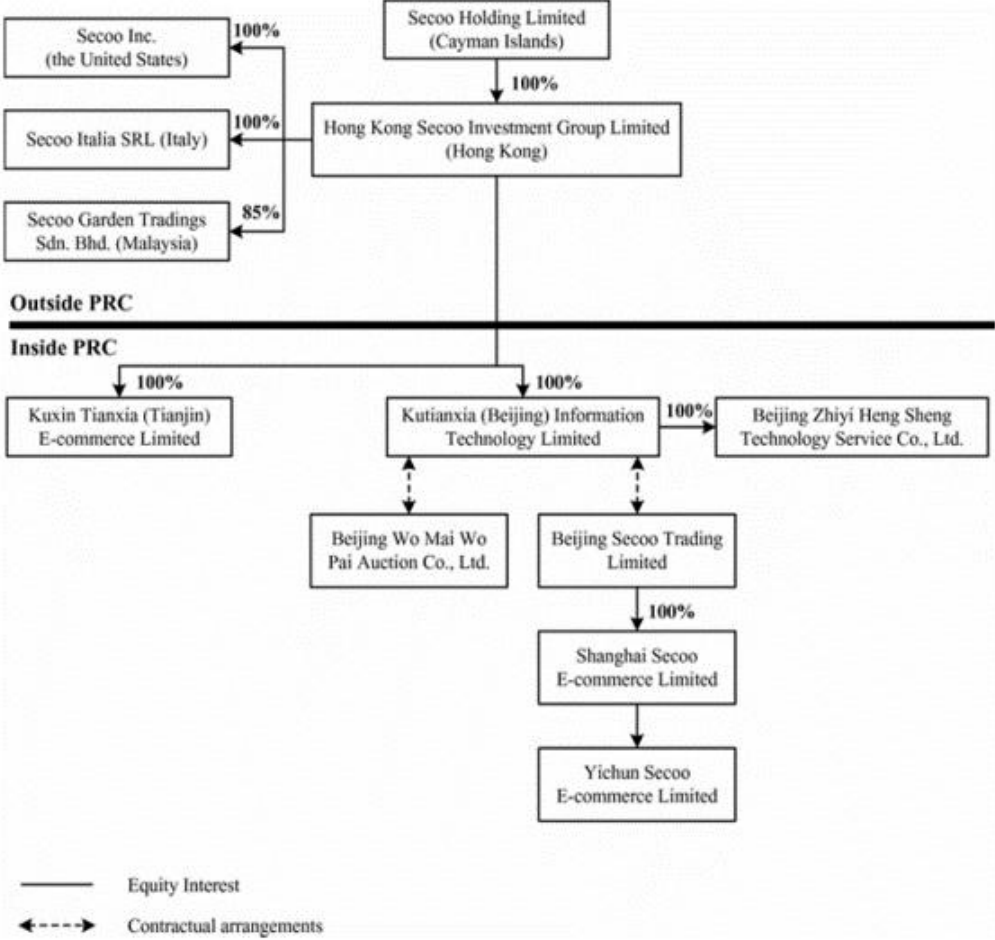 Secoo Holding Limited
(Cayman Islands)
100%
Secoo Inc.
(the United States)
100%
100%
Secoo Italia SRL (Italy)
Hong Kong Secoo Investment Group Limited
(Hong Kong)
85%
Secoo Garden Tradings
Sdn. Bhd. (Malaysia)
Outside PRC
Inside PRC
100%
100%
Kuxin Tianxia (Tianjin)
E-commerce Limited
Kutianxia (Beijing) Information
Technology Limited
100%
Beijing Zhiyi Heng Sheng
Technology Service Co., Ltd.
Beijing Wo Mai Wo
Pai Auction Co., Ltd.
Beijing Secoo Trading
Limited
100%
Shanghai Secoo
E-commerce Limited
Yichun Secoo
E-commerce Limited
Equity Interest
Contractual arrangements